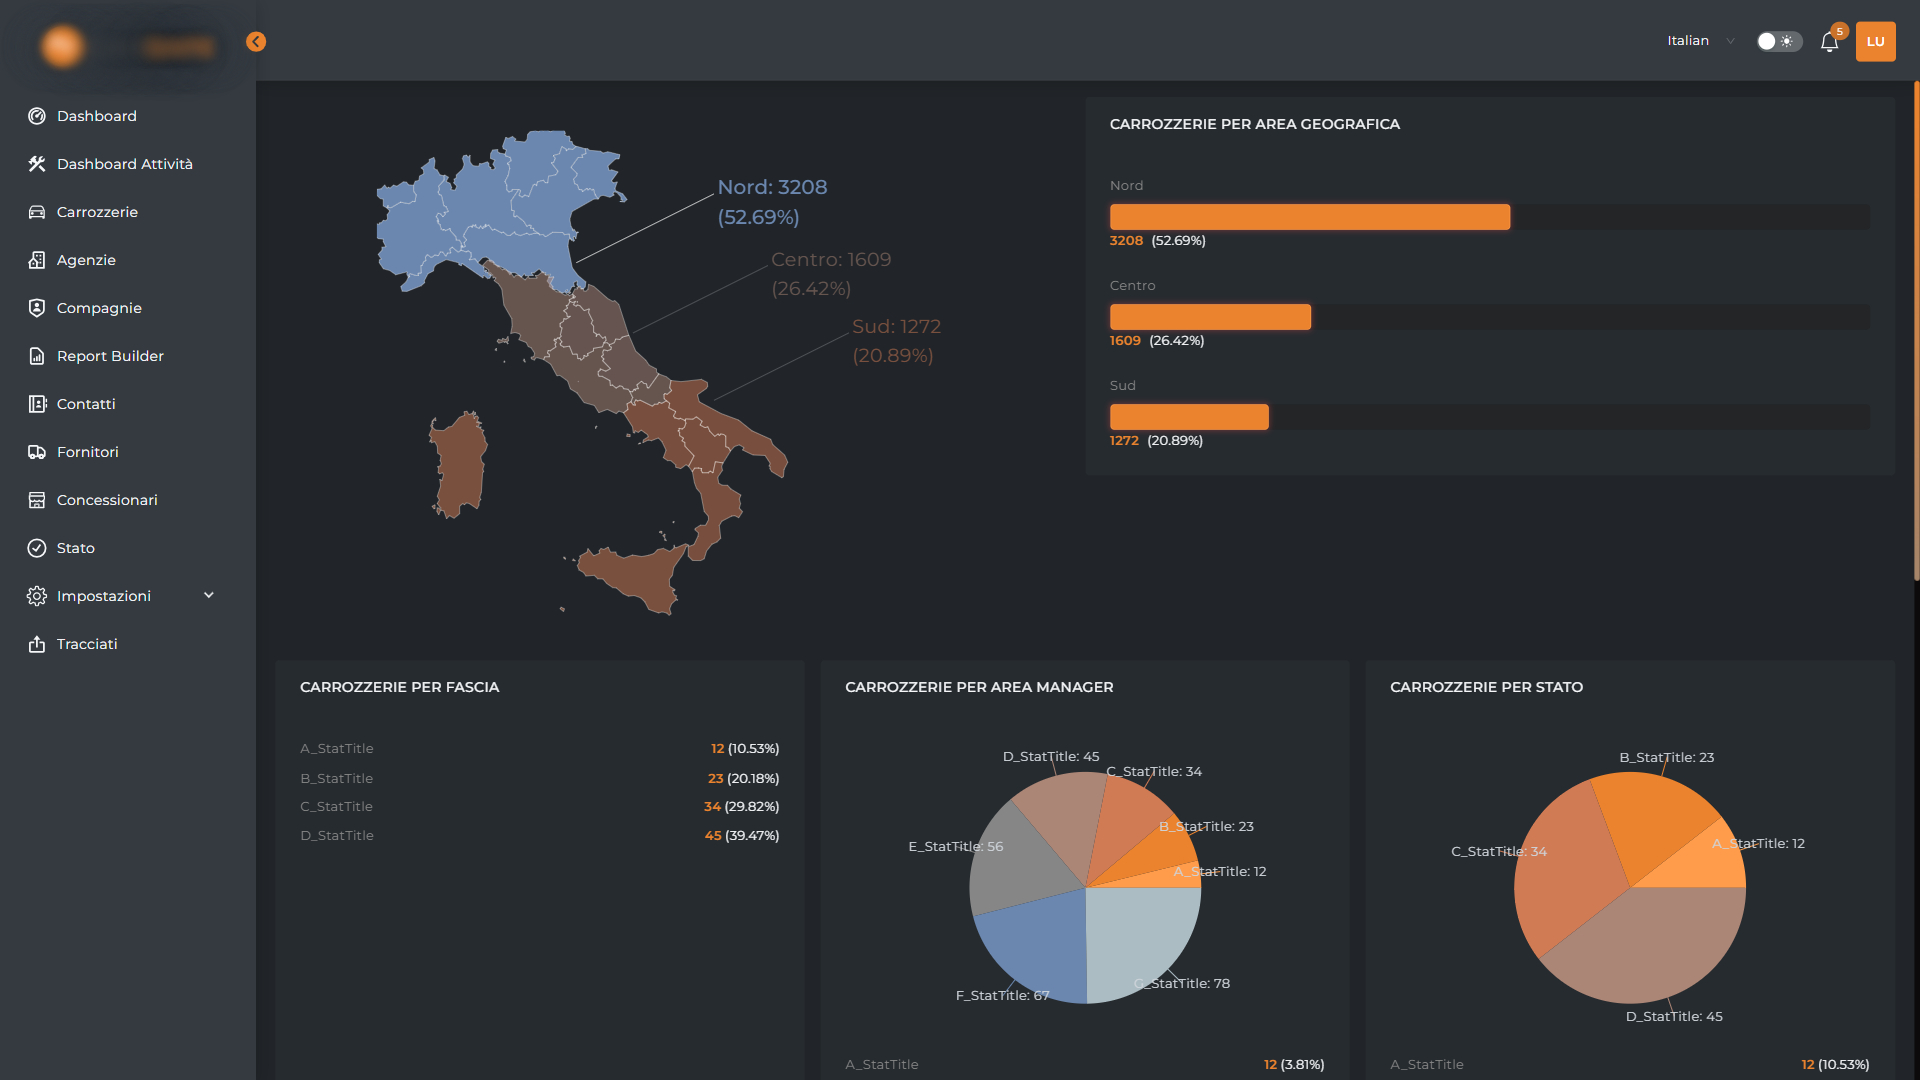 Italian
5
LU
Dashboard
Dashboard Attività
Carrozzerie
Agenzie
Compagnie
Report Builder
Contatti
Fornitori
Concessionari
Stato
Impostazioni
Tracciati
Nord: 3208
(52.69%)
Centro: 1609
(26.42%)
Sud: 1272
(20.89%)
CARROZZERIE PER AREA GEOGRAFICA
Nord
3208 (52.69%)
Centro
1609 (26.42%)
Sud
1272 (20.89%)
CARROZZERIE PER FASCIA
A_StatTitle 12 (10.53%)
B_StatTitle 23 (20.18%)
C_StatTitle 34 (29.82%)
D_StatTitle 45 (39.47%)
CARROZZERIE PER AREA MANAGER
D_StatTitle: 45
C_StatTitle: 34
B_StatTitle: 23
E_StatTitle: 56
A_StatTitle: 12
G_StatTitle: 78
F_StatTitle: 67
A_StatTitle 12 (3.81%)
CARROZZERIE PER STATO
B_StatTitle: 23
A_StatTitle: 12
C_StatTitle: 34
D_StatTitle: 45
A_StatTitle 12 (10.53%)